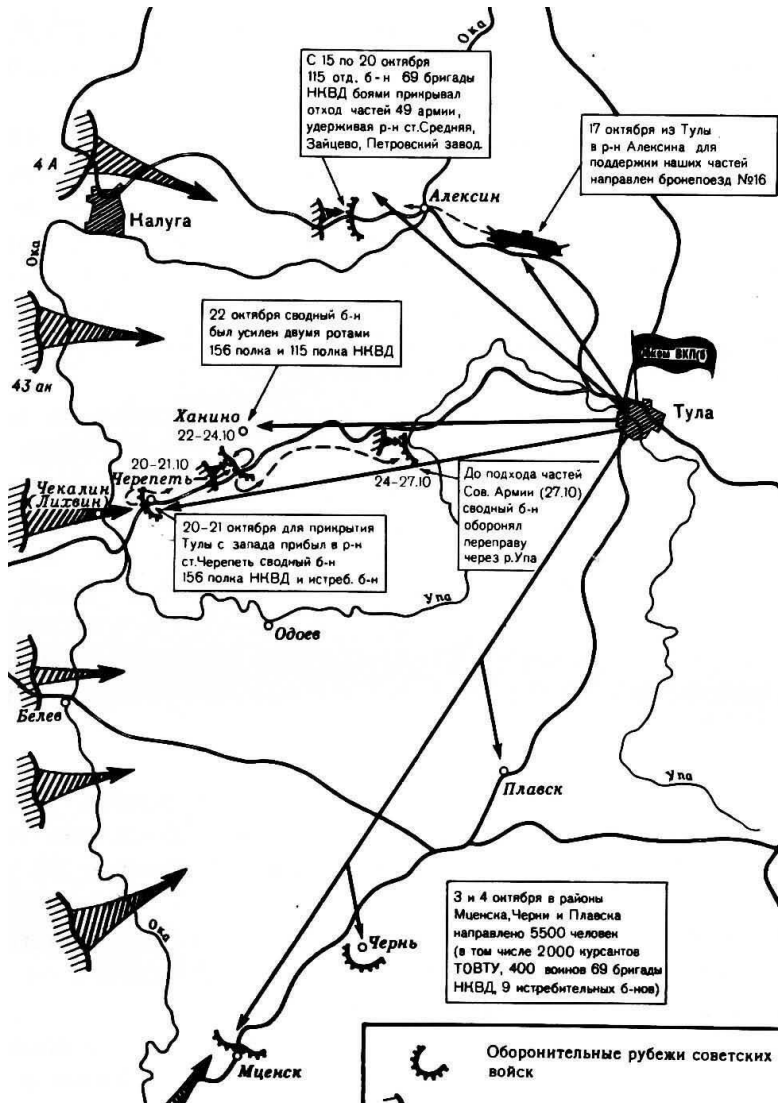 Ока
Ока
С 15 по 20 октября
115 отд. б-н 69 бригады
НКВД боями прикрывал
отход частей 49 армии,
удерживая р-н ст.Средняя,
Зайцево, Петровский завод.
17 октября из Тулы
в р-н Алексина для
поддержки наших частей
направлен бронепоезд №16
4 А
Калуга
Алексин
Ока
22 октября сводный б-н
был усилен двумя ротами
156 полка и 115 полка НКВД
43 ак
ВКП/б
Тула
Ханино
22-24.10
20-21.10
Черепеть
24-27.10
Чекалин
(Лихвин)
До подхода частей
Сов. Армии (27.10)
сводный б-н
оборонял
переправу
через р.Упа
20-21 октября для прикрытия
Тулы с запада прибыл в р-н
ст.Черепеть сводный б-н
156 полка НКВД и истреб. б-н
Упа
Одоев
Белев
Плавск
Упа
3 и 4 октября в районы
Мценска,Черни и Плавска
направлено 5500 человек
(в том числе 2000 курсантов
ТОВТУ, 400 воинов 69 бригады
НКВД, 9 истребительных б-нов)
Ока
Чернь
Мценск
Оборонительные рубежи советских
войск